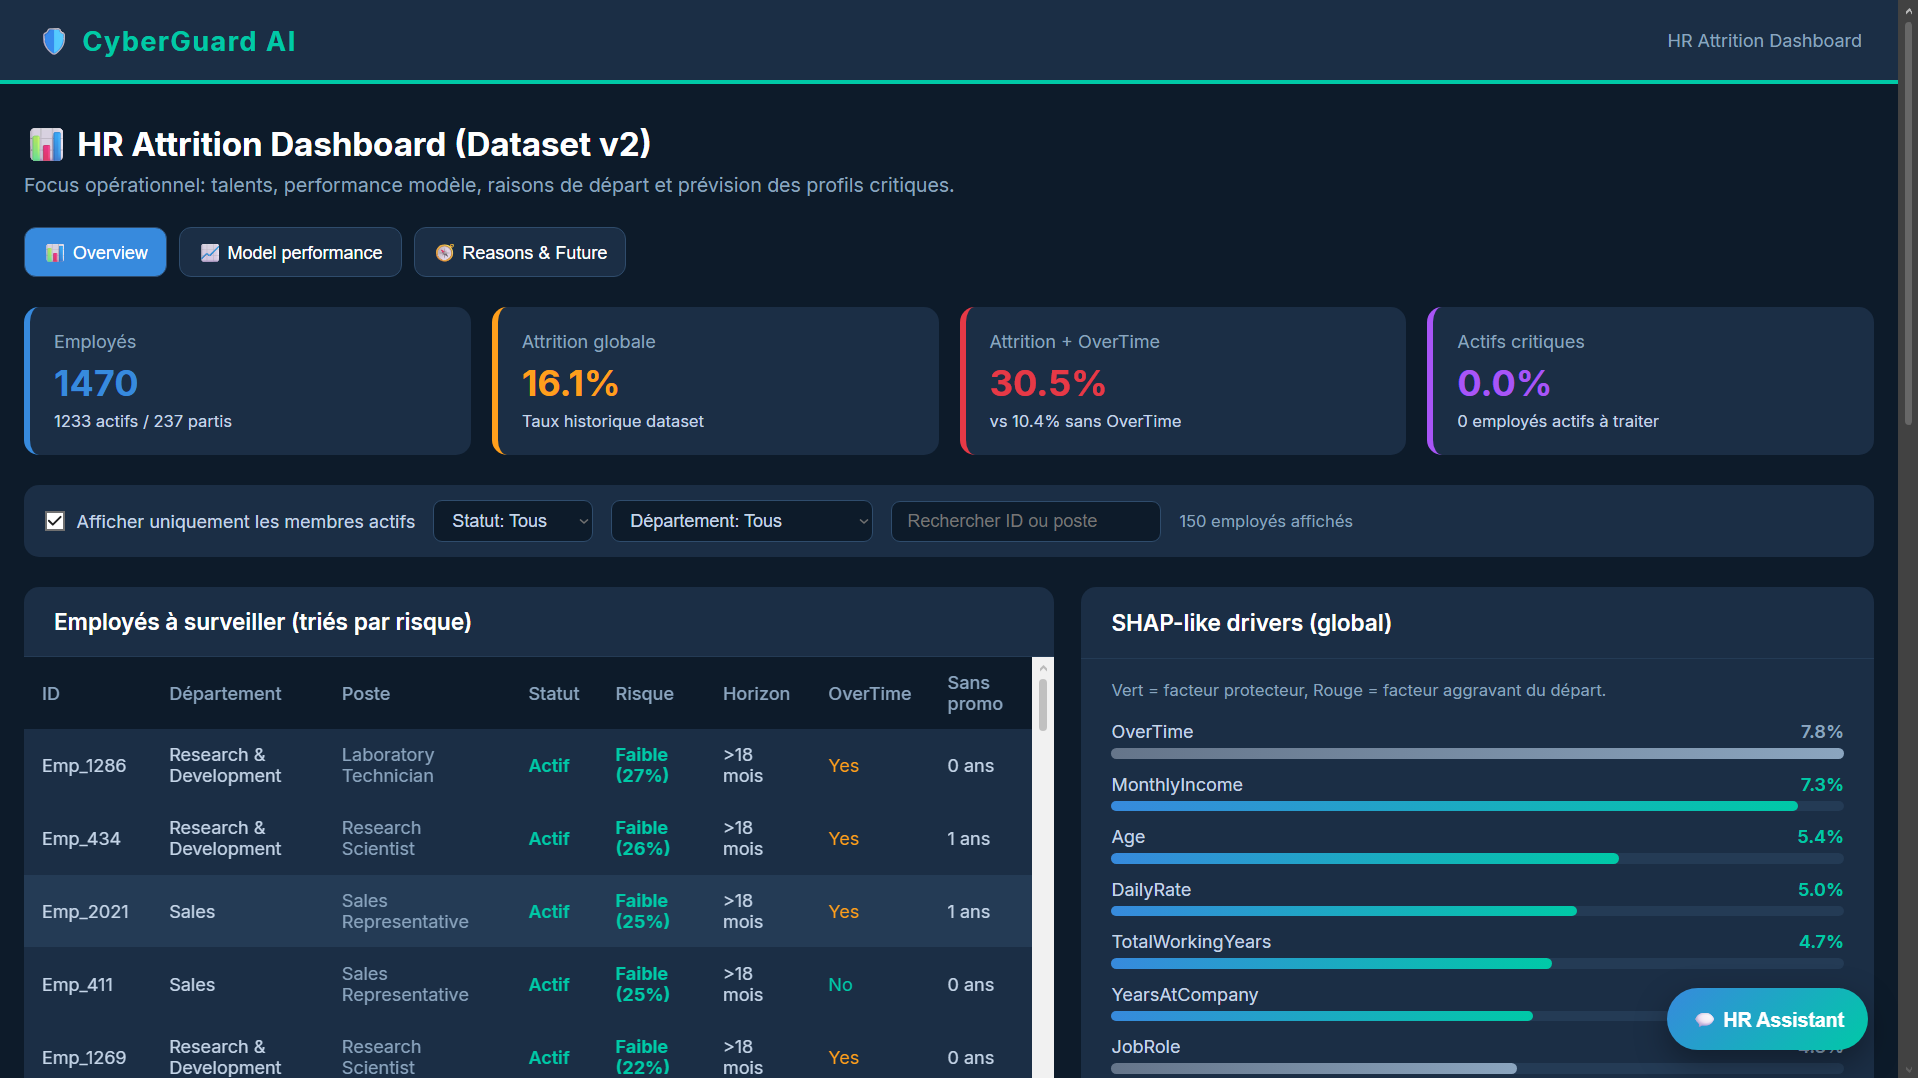 CyberGuard AI
HR Attrition Dashboard
HR Attrition Dashboard (Dataset v2)
Focus opérationnel: talents, performance modèle, raisons de départ et prévision des profils critiques.
Overview
Model performance
Reasons & Future
Employés
1470
1233 actifs / 237 partis
Attrition globale
16.1%
Taux historique dataset
Attrition + OverTime
30.5%
vs 10.4% sans OverTime
Actifs critiques
0.0%
0 employés actifs à traiter
Afficher uniquement les membres actifs
Statut: Tous
Département: Tous
Rechercher ID ou poste
150 employés affichés
Employés à surveiller (triés par risque)
ID Département Poste Statut Risque Horizon OverTime Sans
promo
Emp_1286 Research &
Development Laboratory
Technician Actif Faible
(27%) >18
mois Yes 0 ans
Emp_434 Research &
Development Research
Scientist Actif Faible
(26%) >18
mois Yes 1 ans
Emp_2021 Sales Sales
Representative Actif Faible
(25%) >18
mois Yes 1 ans
Emp_411 Sales Sales
Representative Actif Faible
(25%) >18
mois No 0 ans
Emp_1269 Research &
Development Research
Scientist Actif Faible
(22%) >18
mois Yes 0 ans
SHAP-like drivers (global)
Vert = facteur protecteur, Rouge = facteur aggravant du départ.
OverTime 7.8%
MonthlyIncome 7.3%
Age 5.4%
DailyRate 5.0%
TotalWorkingYears 4.7%
YearsAtCompany
JobRole
HR Assistant